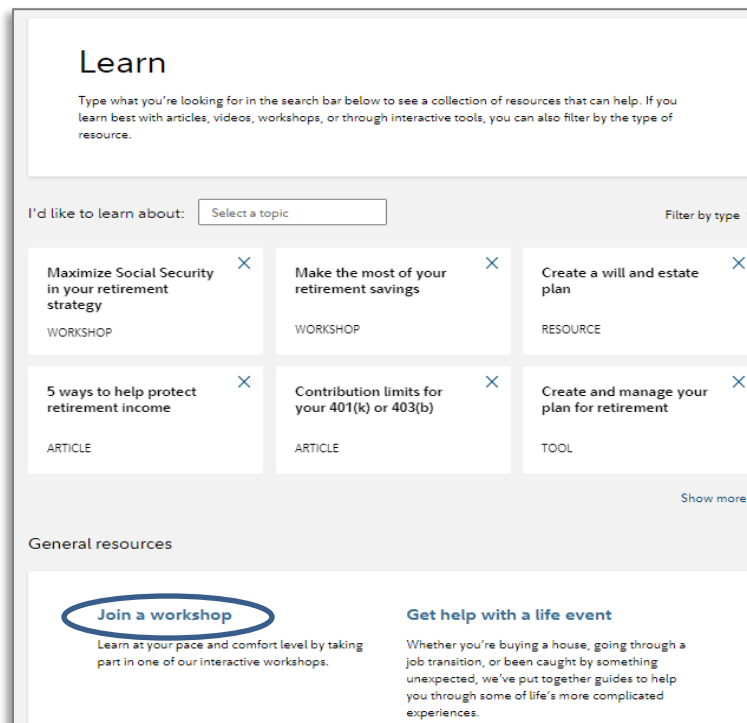 Learn
Type what you're looking for in the search bar below to see a collection of resources that can help. If you
learn best with articles, videos, workshops, or through interactive tools, you can also filter by the type of
resource.
I'd like to learn about:
Select a topic
Filter by type
Maximize Social Security
in your retirement
strategy
WORKSHOP
Make the most of your
retirement savings
WORKSHOP
Create a will and estate
plan
RESOURCE
5 ways to help protect
retirement income
ARTICLE
Contribution limits for
your 401(k) or 403(b)
ARTICLE
Create and manage your
plan for retirement
TOOL
Show more
General resources
Join a workshop
Learn at your pace and comfort level by taking
part in one of our interactive workshops.
Get help with a life event
Whether you're buying a house, going through a
job transition, or been caught by something
unexpected, we've put together guides to help
you through some of life's more complicated
experiences.